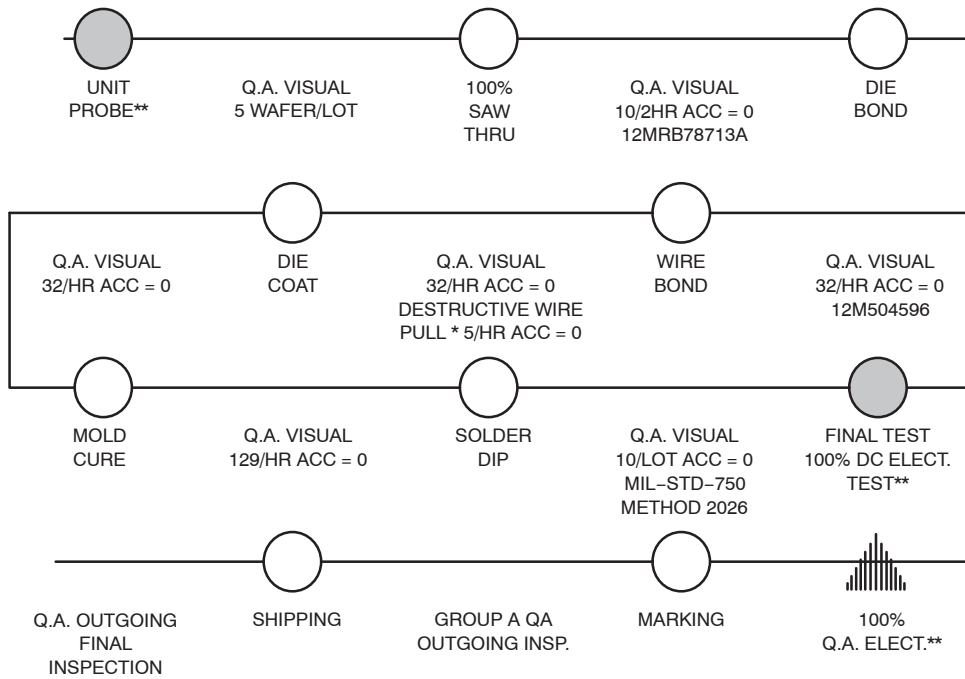 UNIT
PROBE**
Q.A. VISUAL
5 WAFER/LOT
100%
SAW
THRU
Q.A. VISUAL
10/2HR ACC = 0
12MRB78713A
DIE
BOND
Q.A. VISUAL
32/HR ACC = 0
DIE
COAT
Q.A. VISUAL
32/HR ACC = 0
DESTRUCTIVE WIRE
PULL * 5/HR ACC = 0
WIRE
BOND
Q.A. VISUAL
32/HR ACC = 0
12M504596
MOLD
CURE
Q.A. VISUAL
129/HR ACC = 0
SOLDER
DIP
Q.A. VISUAL
10/LOT ACC = 0
MIL−STD−750
METHOD 2026
FINAL TEST
100% DC ELECT.
TEST**
Q.A. OUTGOING
FINAL
INSPECTION
SHIPPING
GROUP A QA
OUTGOING INSP.
MARKING
100%
Q.A. ELECT.**